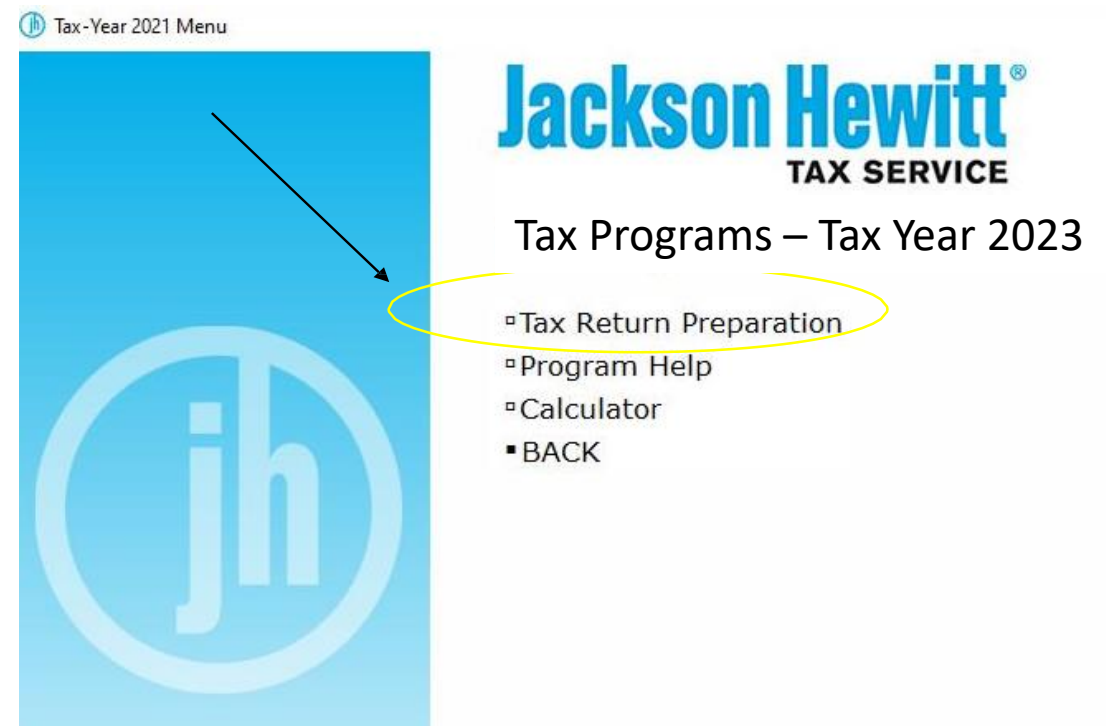 jh Tax-Year 2021 Menu
Jackson Hewitt®
TAX SERVICE
Tax Programs – Tax Year 2023
Tax Return Preparation
Program Help
Calculator
BACK
jh